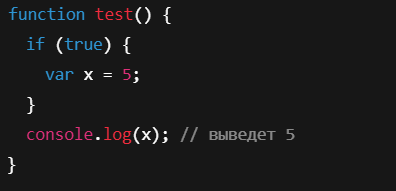 function test() {
  if (true) {
    var x = 5;
  }
  console.log(x); // выведет 5
}